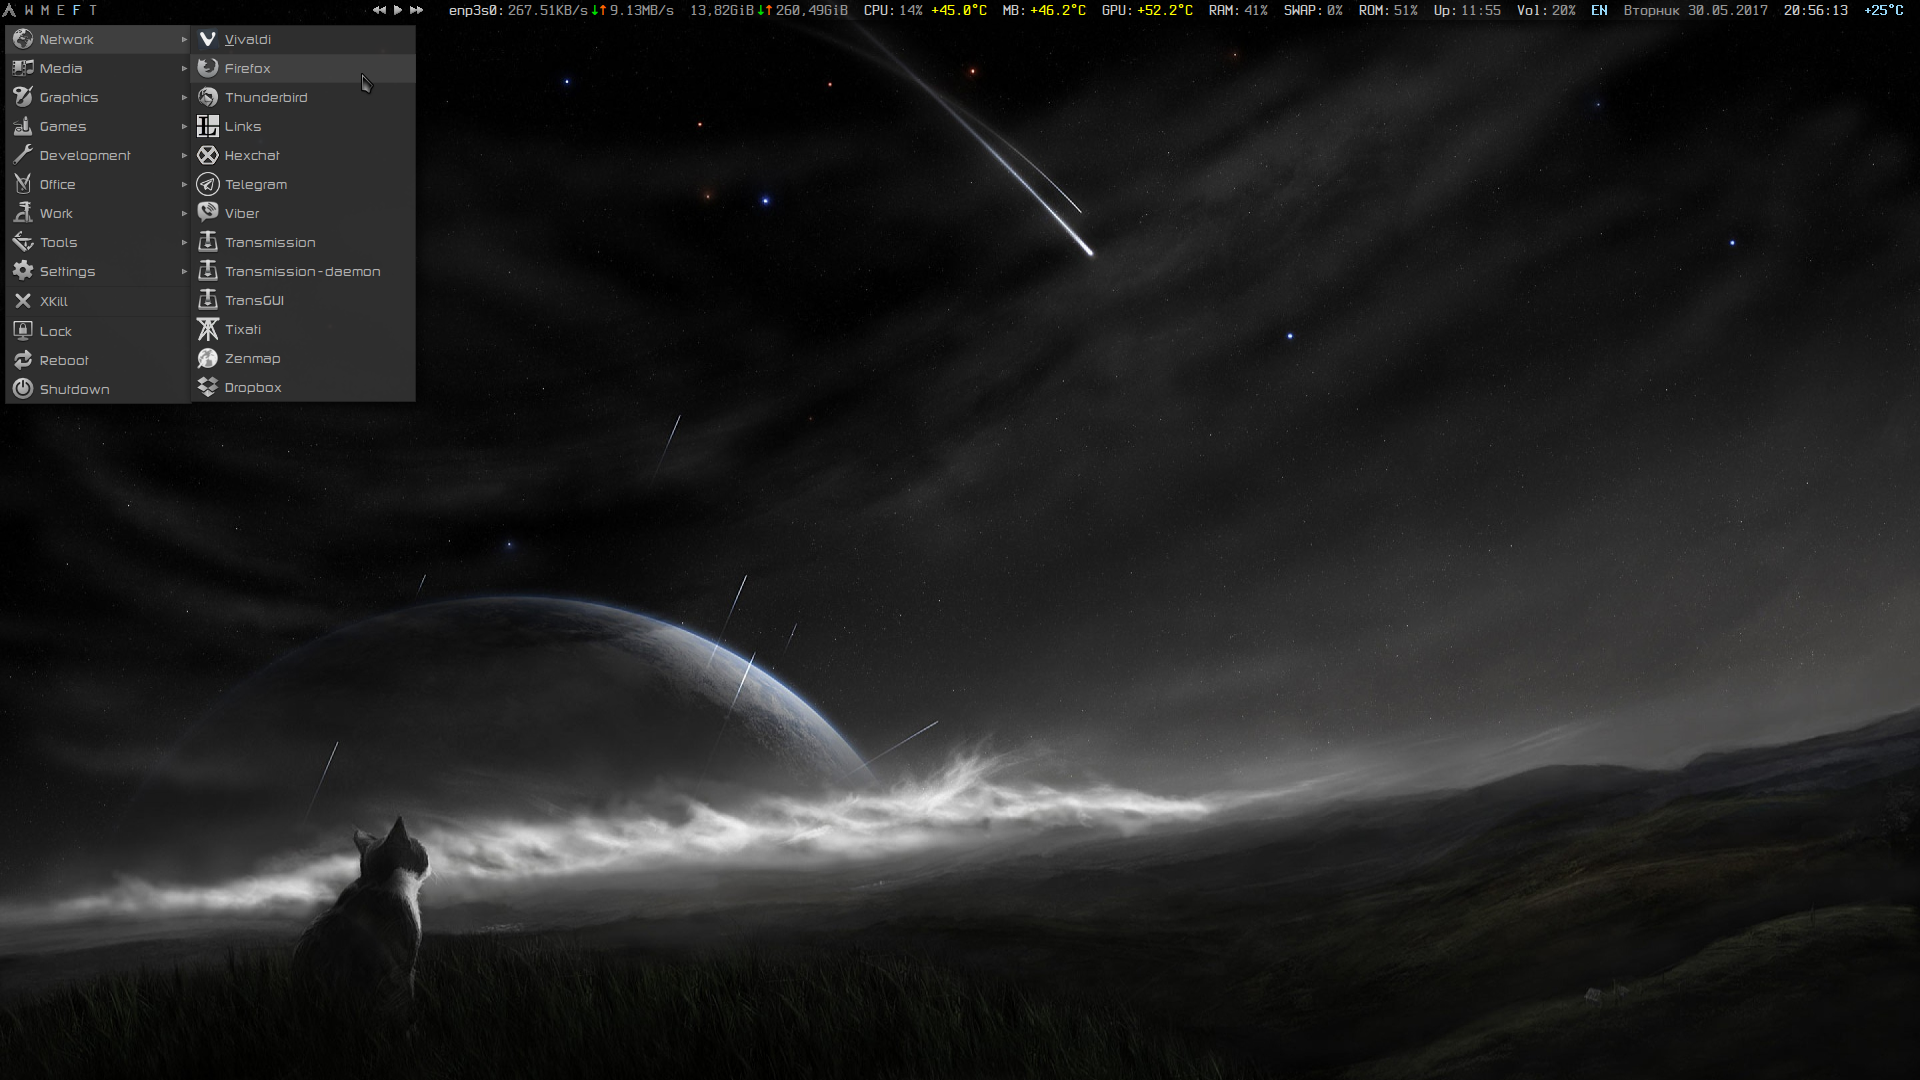 W M E F T enp3s0: 267.51KB/s↓↑ 9.13MB/s 13,82GiB↓↑ 260,49GiB CPU: 14% +45.0°C MB: +46.2°C GPU: +52.2°C RAM: 41% SWAP: 0% ROM: 51% Up: 11:55 Vol: 20% EN Вторник 30.05.2017 20:56:13 +25°C
Network
Media
Graphics
Games
Development
Office
Work
Tools
Settings
XKill
Lock
Reboot
Shutdown
Vivaldi
Firefox
Thunderbird
Links
Hexchat
Telegram
Viber
Transmission
Transmission-daemon
TransGUI
Tixati
Zenmap
Dropbox